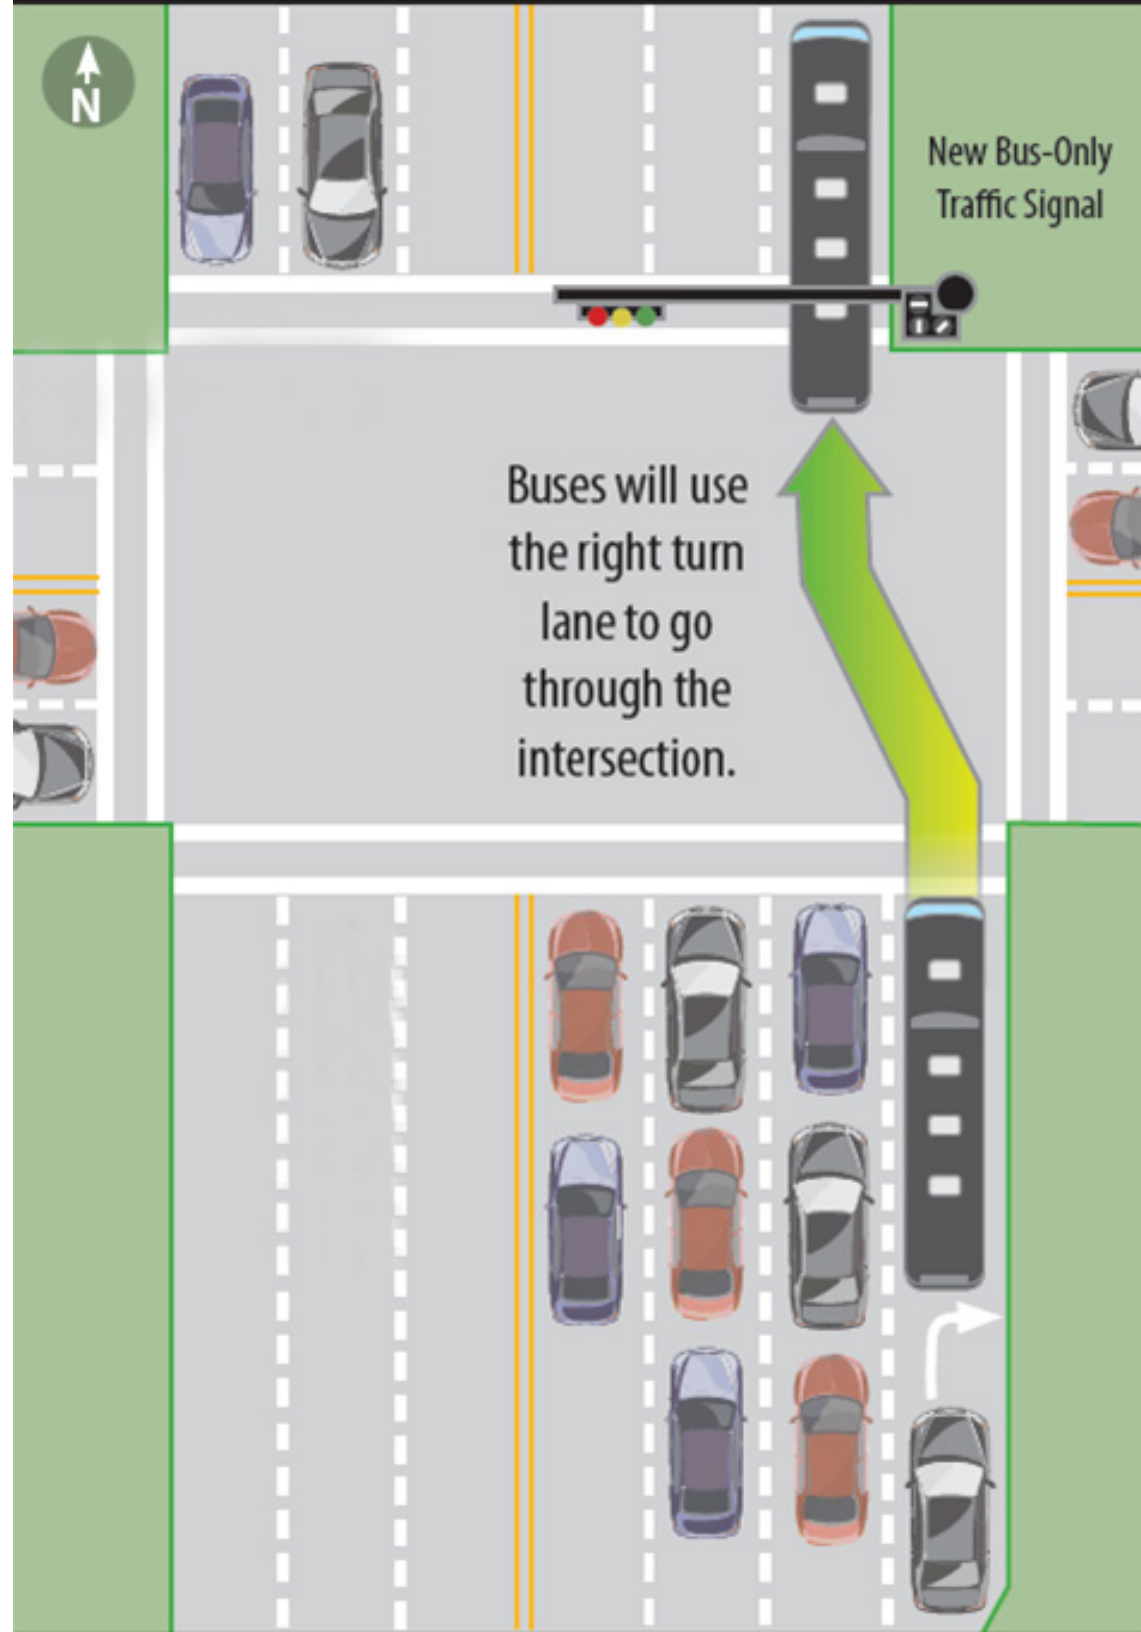 N
New Bus-Only
Traffic Signal
Buses will use
the right turn
lane to go
through the
intersection.